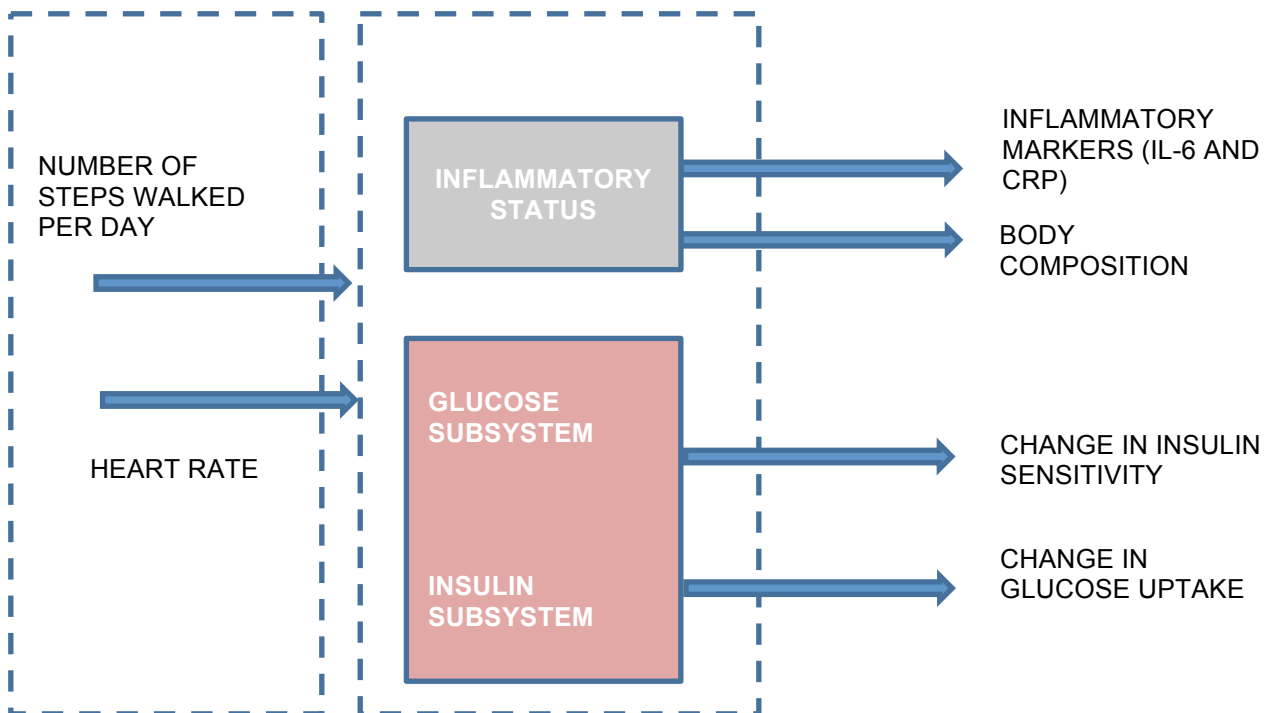 NUMBER OF
STEPS WALKED
PER DAY
HEART RATE
INFLAMMATORY
STATUS
GLUCOSE
SUBSYSTEM
INSULIN
SUBSYSTEM
INFLAMMATORY
MARKERS (IL-6 AND
CRP)
BODY
COMPOSITION
CHANGE IN INSULIN
SENSITIVITY
CHANGE IN
GLUCOSE UPTAKE